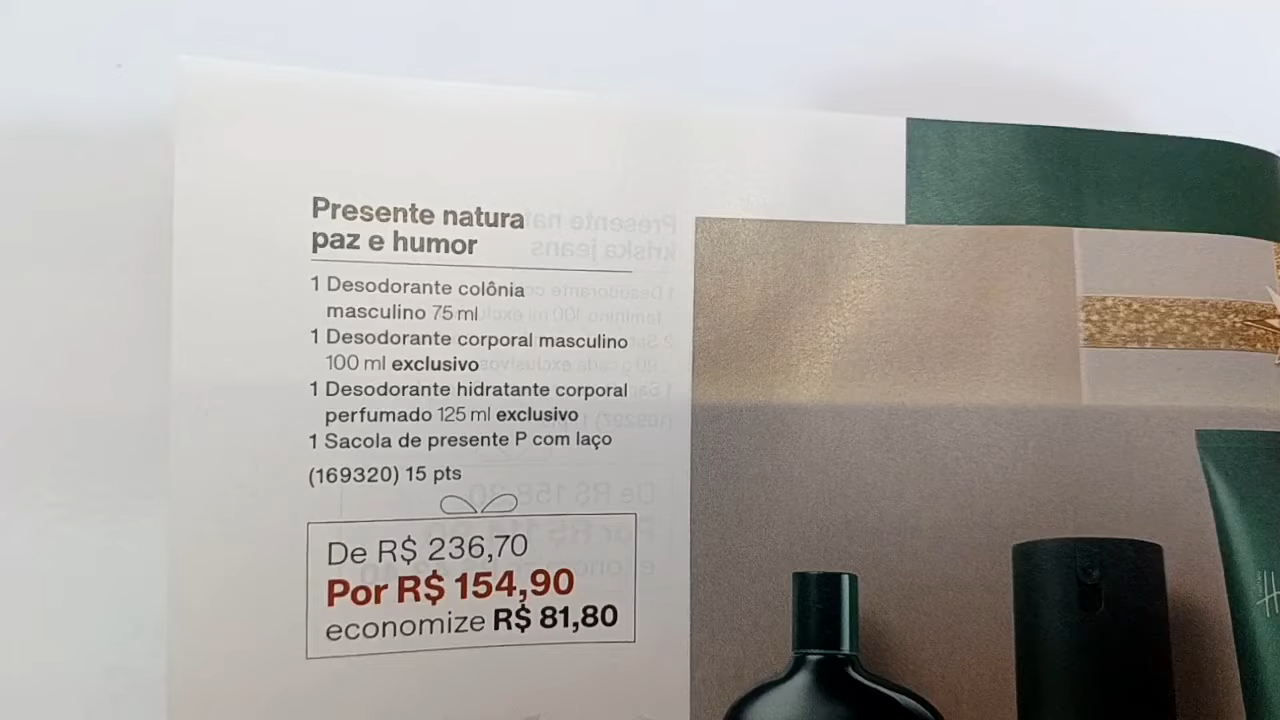 Presente natura
paz e humor
1 Desodorante colônia
masculino 75 ml
1 Desodorante corporal masculino
100 ml exclusivo
1 Desodorante hidratante corporal
perfumado 125 ml exclusivo
1 Sacola de presente P com laço
(169320) 15 pts
De R$ 236,70
Por R$ 154,90
economize R$ 81,80